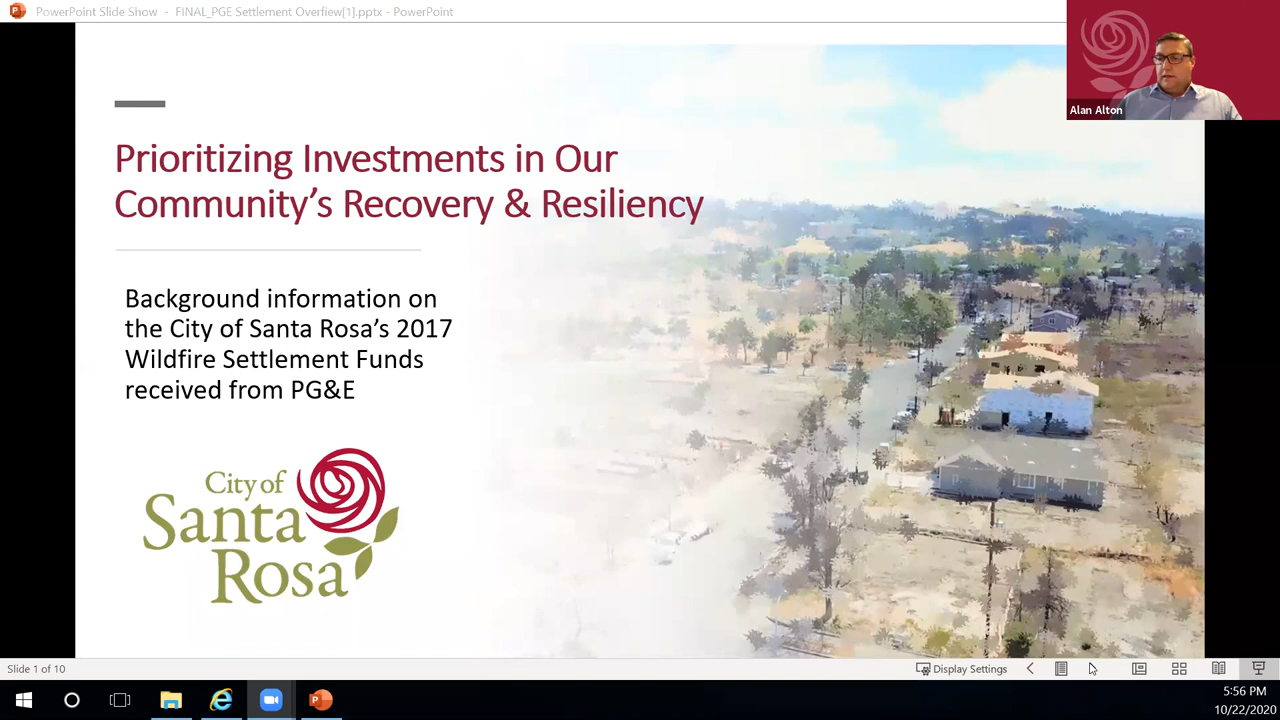 PowerPoint Slide Show - FINAL_PGE Settlement Overfiew[1].pptx - PowerPoint
Alan Alton
Prioritizing Investments in Our
Community’s Recovery & Resiliency
Background information on
the City of Santa Rosa’s 2017
Wildfire Settlement Funds
received from PG&E
City of
Santa
Rosa
Slide 1 of 10
Display Settings
5:56 PM
10/22/2020